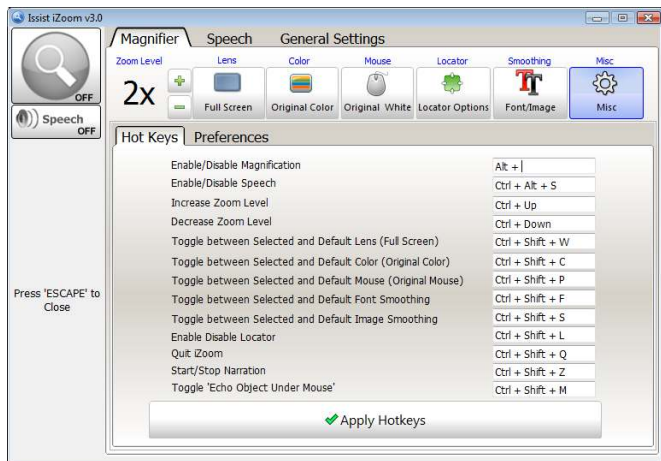 Issist iZoom v3.0
OFF
Speech
OFF
Press 'ESCAPE' to
Close
Magnifier Speech General Settings
Zoom Level Lens Color Mouse Locator Smoothing Misc
2x
Full Screen Original Color Original White Locator Options Font/Image Misc
Hot Keys Preferences
Enable/Disable Magnification Alt +
Enable/Disable Speech Ctrl + Alt + S
Increase Zoom Level Ctrl + Up
Decrease Zoom Level Ctrl + Down
Toggle between Selected and Default Lens (Full Screen) Ctrl + Shift + W
Toggle between Selected and Default Color (Original Color) Ctrl + Shift + C
Toggle between Selected and Default Mouse (Original Mouse) Ctrl + Shift + P
Toggle between Selected and Default Font Smoothing Ctrl + Shift + F
Toggle between Selected and Default Image Smoothing Ctrl + Shift + S
Enable Disable Locator Ctrl + Shift + L
Quit iZoom Ctrl + Shift + Q
Start/Stop Narration Ctrl + Shift + Z
Toggle 'Echo Object Under Mouse' Ctrl + Shift + M
Apply Hotkeys